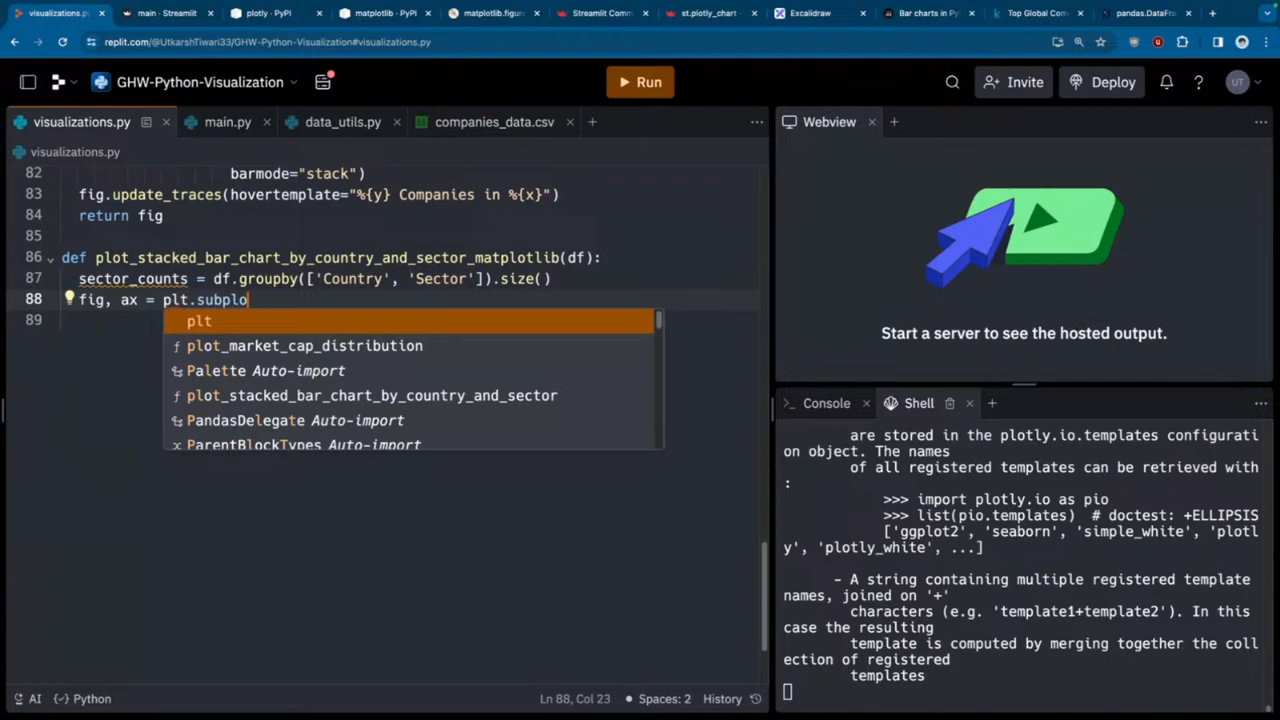 main - Streamlit
plotly · PyPI
matplotlib · PyPI
matplotlib.figure
Streamlit Comm
st.plotly_chart -
Excalidraw
Bar charts in Pyt
Top Global Com
pandas.DataFra
replit.com/@UtkarshTiwari33/GHW-Python-Visualization#visualizations.py
GHW-Python-Visualization
Run
Invite
Deploy
UT
visualizations.py
main.py
data_utils.py
companies_data.csv
visualizations.py
82 barmode="stack")
83 fig.update_traces(hovertemplate="%{y} Companies in %{x}")
84 return fig
85
86 def plot_stacked_bar_chart_by_country_and_sector_matplotlib(df):
87 sector_counts = df.groupby(['Country', 'Sector']).size()
88 fig, ax = plt.subplo
89
plt
plot_market_cap_distribution
Palette Auto-import
plot_stacked_bar_chart_by_country_and_sector
PandasDelegate Auto-import
ParentBlockTypes Auto-import
AI
Python
Ln 88, Col 23
Spaces: 2
History
Webview
Start a server to see the hosted output.
Console
Shell
are stored in the plotly.io.templates configurati
on object. The names
of all registered templates can be retrieved with
:
>>> import plotly.io as pio
>>> list(pio.templates)  # doctest: +ELLIPSIS
['ggplot2', 'seaborn', 'simple_white', 'plotl
y', 'plotly_white', ...]
- A string containing multiple registered template
names, joined on '+'
characters (e.g. 'template1+template2'). In this
case the resulting
template is computed by merging together the coll
ection of registered
templates